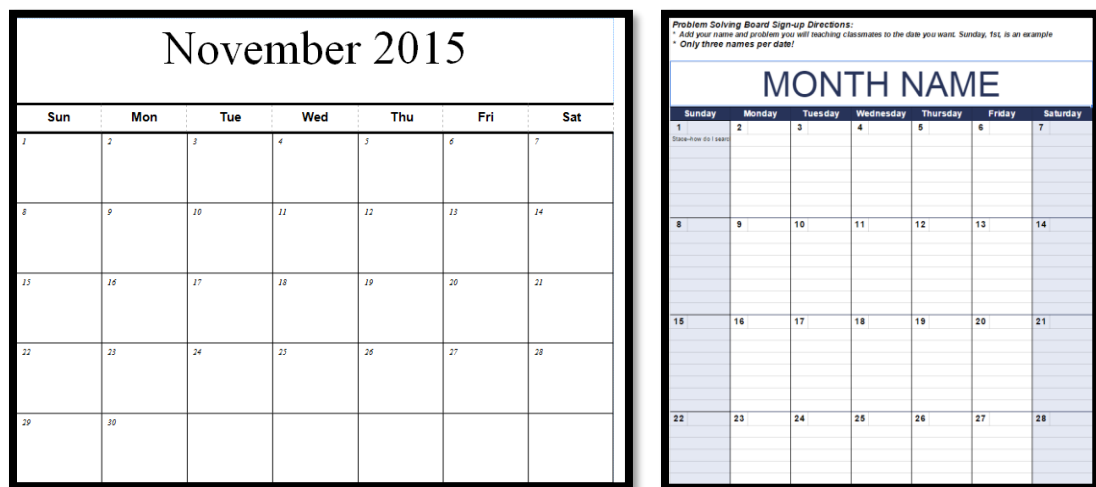 November 2015
Sun Mon Tue Wed Thu Fri Sat
1 2 3 4 5 6 7
8 9 10 11 12 13 14
15 16 17 18 19 20 21
22 23 24 25 26 27 28
29 30
Problem Solving Board Sign-up Directions:
* Add your name and problem you will teaching classmates to the date you want. Sunday, 1st, is an example
* Only three names per date!
MONTH NAME
Sunday Monday Tuesday Wednesday Thursday Friday Saturday
1 2 3 4 5 6 7
Stace–how do I searc
8 9 10 11 12 13 14
15 16 17 18 19 20 21
22 23 24 25 26 27 28